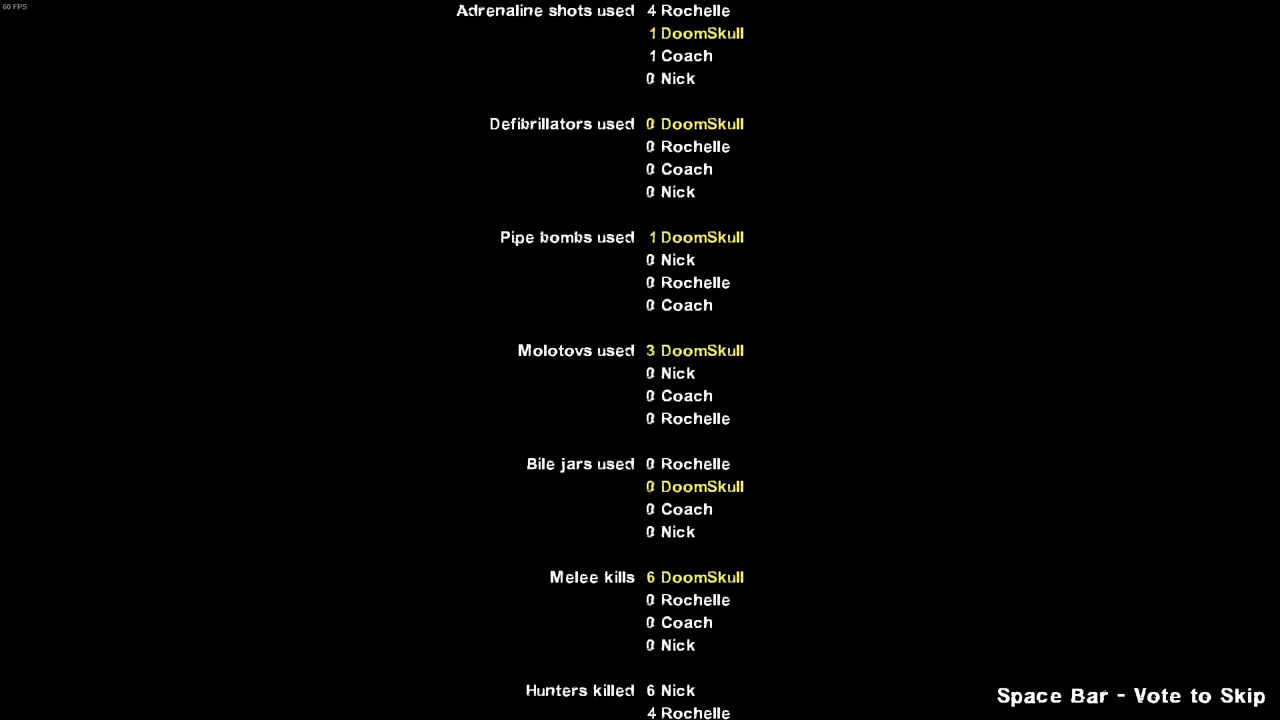 60 FPS
Adrenaline shots used 4 Rochelle
1 DoomSkull
1 Coach
0 Nick
Defibrillators used 0 DoomSkull
0 Rochelle
0 Coach
0 Nick
Pipe bombs used 1 DoomSkull
0 Nick
0 Rochelle
0 Coach
Molotovs used 3 DoomSkull
0 Nick
0 Coach
0 Rochelle
Bile jars used 0 Rochelle
0 DoomSkull
0 Coach
0 Nick
Melee kills 6 DoomSkull
0 Rochelle
0 Coach
0 Nick
Hunters killed 6 Nick
4 Rochelle
Space Bar - Vote to Skip